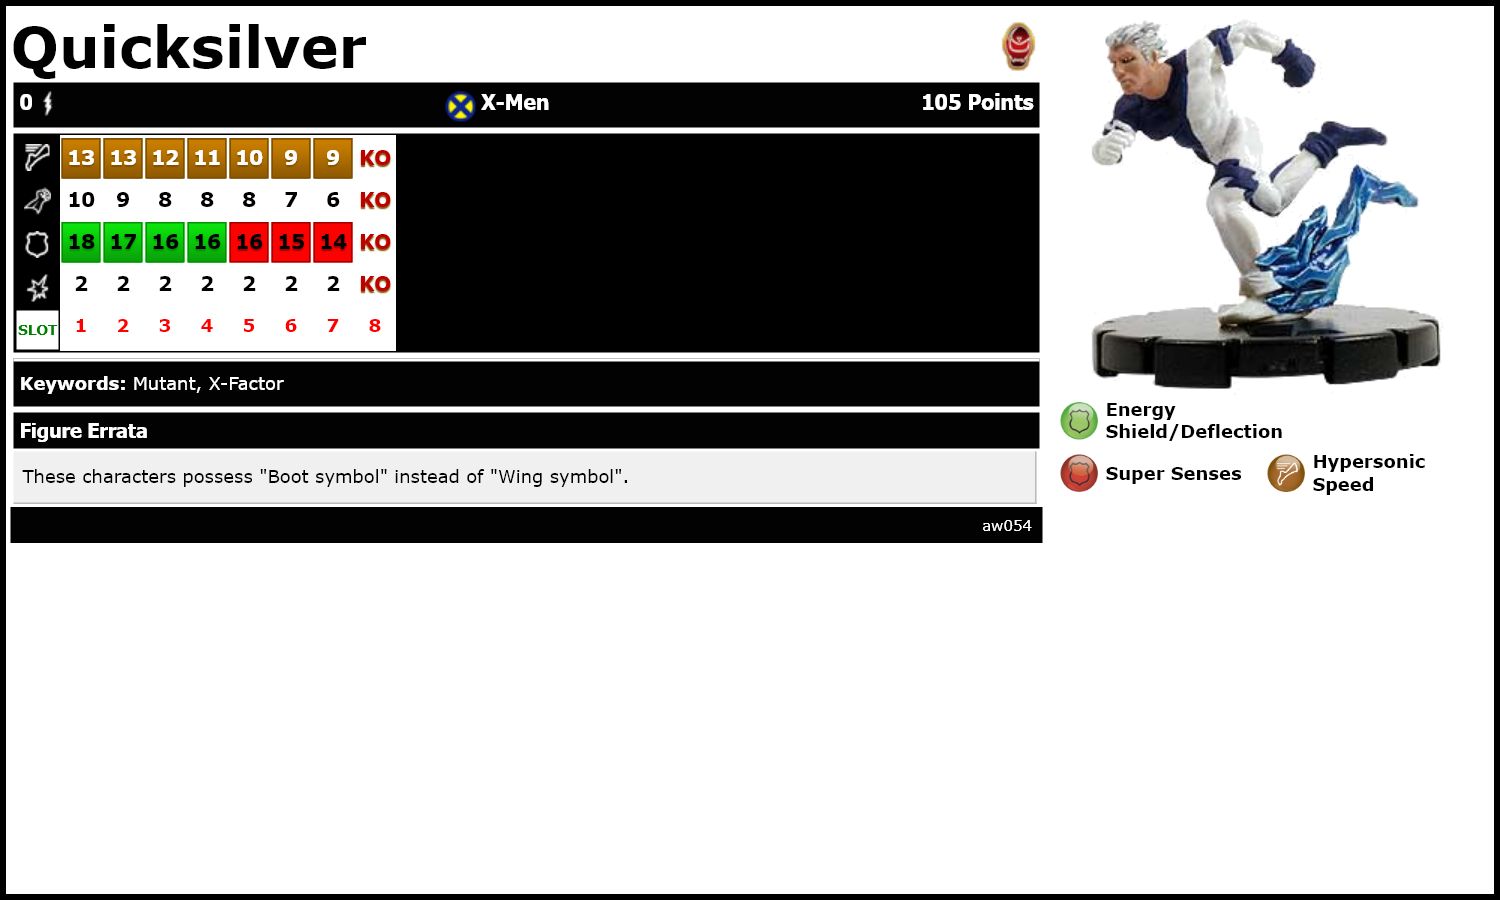 Quicksilver
0 X-Men 105 Points
13 13 12 11 10 9 9 KO
10 9 8 8 8 7 6 KO
18 17 16 16 16 15 14 KO
2 2 2 2 2 2 2 KO
SLOT 1 2 3 4 5 6 7 8
Keywords: Mutant, X-Factor
Figure Errata
These characters possess "Boot symbol" instead of "Wing symbol".
aw054
Energy
Shield/Deflection
Super Senses
Hypersonic
Speed